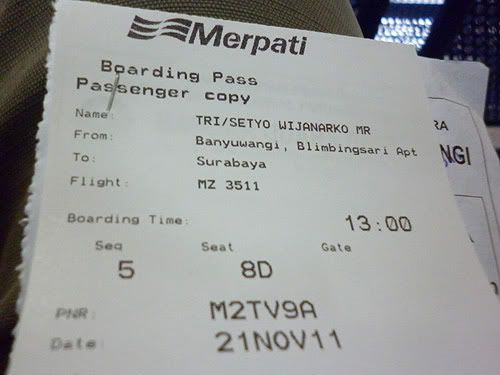 Merpati
Boarding Pass
Passenger copy
Name: TRI/SETYO WIJANARKO MR
From: Banyuwangi, Blimbingsari Apt
To: Surabaya
Flight: MZ 3511
Boarding Time: 13:00
Seq Seat Gate
5 8D
PNR: M2TV9A
Date: 21NOV11
RA
NGI